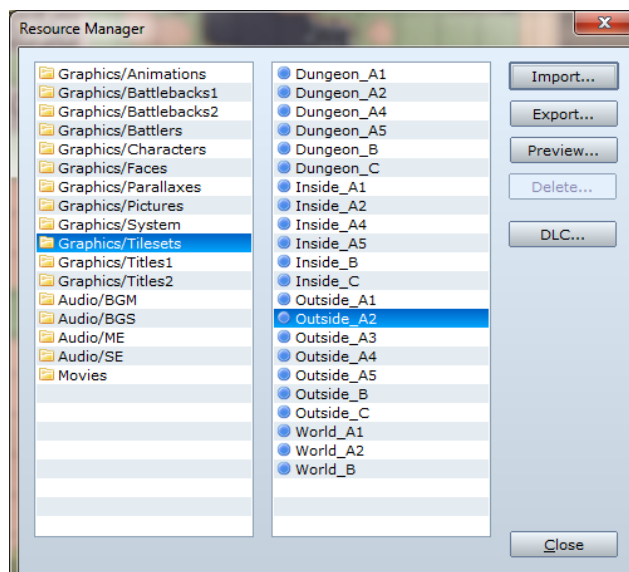 Resource Manager
Graphics/Animations
Graphics/Battlebacks1
Graphics/Battlebacks2
Graphics/Battlers
Graphics/Characters
Graphics/Faces
Graphics/Parallaxes
Graphics/Pictures
Graphics/System
Graphics/Tilesets
Graphics/Titles1
Graphics/Titles2
Audio/BGM
Audio/BGS
Audio/ME
Audio/SE
Movies
Dungeon_A1
Dungeon_A2
Dungeon_A4
Dungeon_A5
Dungeon_B
Dungeon_C
Inside_A1
Inside_A2
Inside_A4
Inside_A5
Inside_B
Inside_C
Outside_A1
Outside_A2
Outside_A3
Outside_A4
Outside_A5
Outside_B
Outside_C
World_A1
World_A2
World_B
Import...
Export...
Preview...
Delete...
DLC...
Close